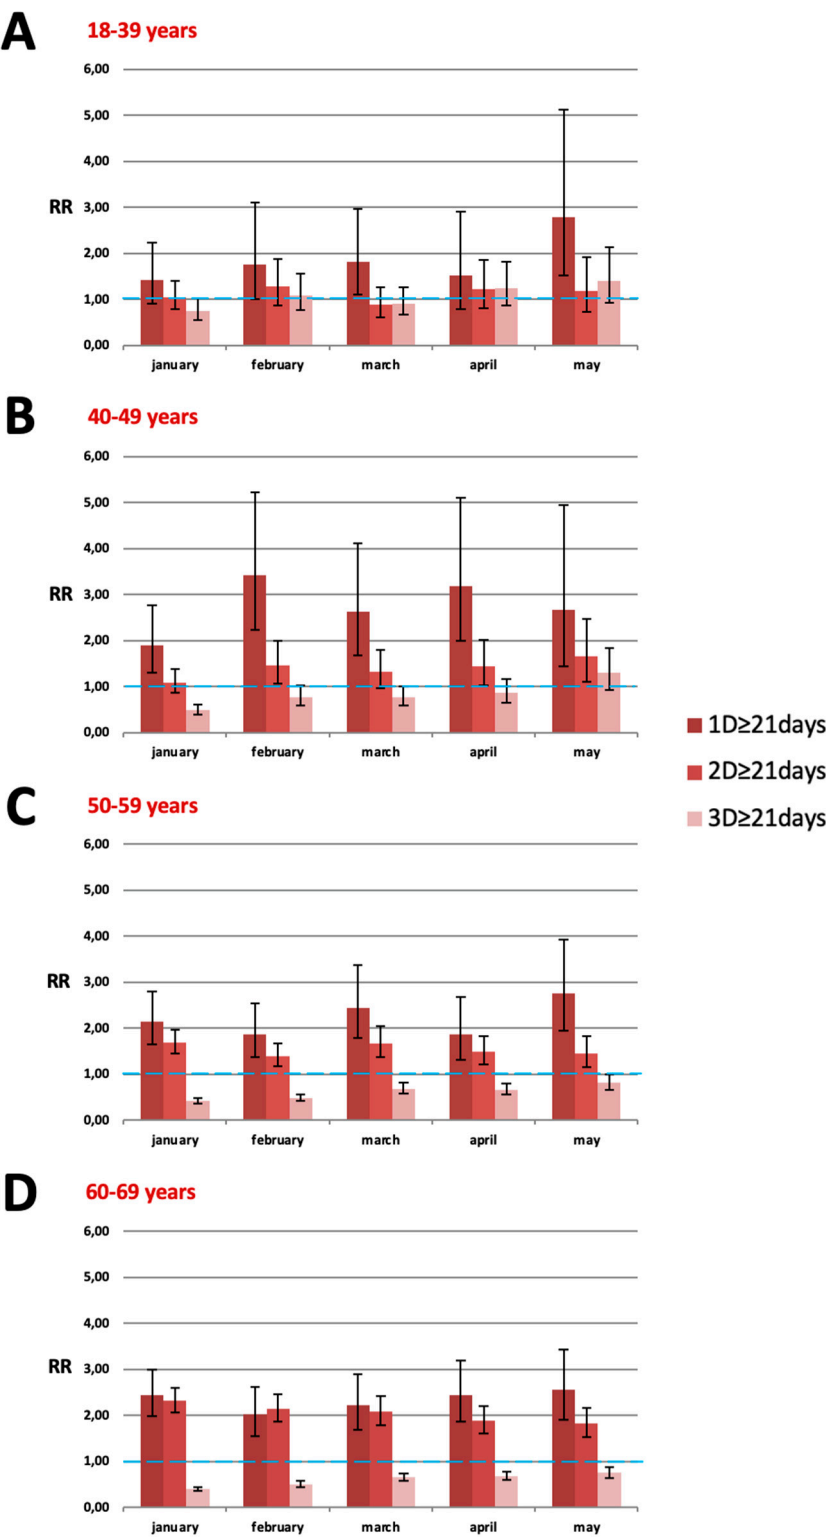 A
18-39 years
6,00
5,00
4,00
RR 3,00
2,00
1,00
0,00
january february march april may
B
40-49 years
6,00
5,00
4,00
RR 3,00
2,00
1,00
0,00
january february march april may
1D≥21days
2D≥21days
3D≥21days
C
50-59 years
6,00
5,00
4,00
RR 3,00
2,00
1,00
0,00
january february march april may
D
60-69 years
6,00
5,00
4,00
RR 3,00
2,00
1,00
0,00
january february march april may